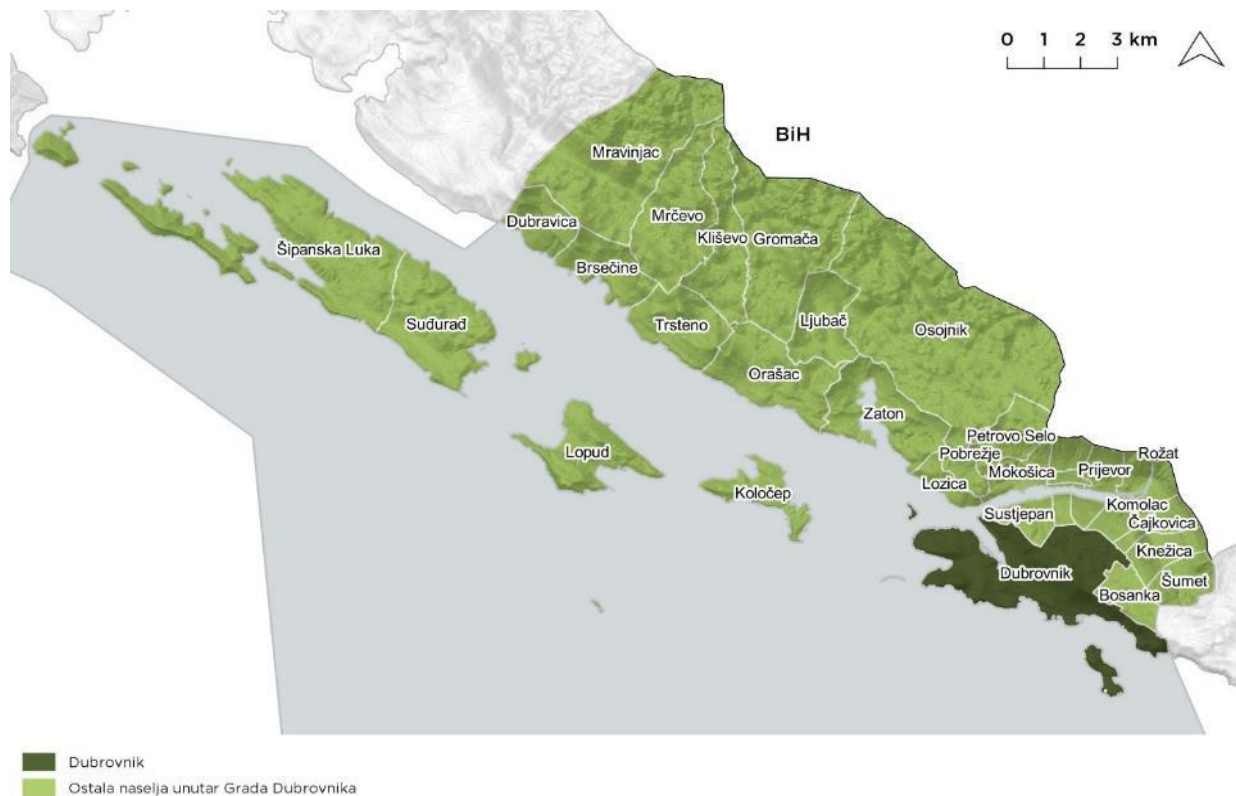 0 1 2 3 km
BiH
Mravinjac
Dubravica
Mrčevo
Kliševo
Gromača
Šipanska Luka
Brsečine
Suđurađ
Trsteno
Ljubač
Osojnik
Orašac
Zaton
Lopud
Koločep
Petrovo Selo
Pobrežje
Rožat
Mokošica
Prijevor
Lozica
Komolac
Sustjepan
Čajkovica
Knežica
Dubrovnik
Šumet
Bosanka
Dubrovnik
Ostala naselja unutar Grada Dubrovnika